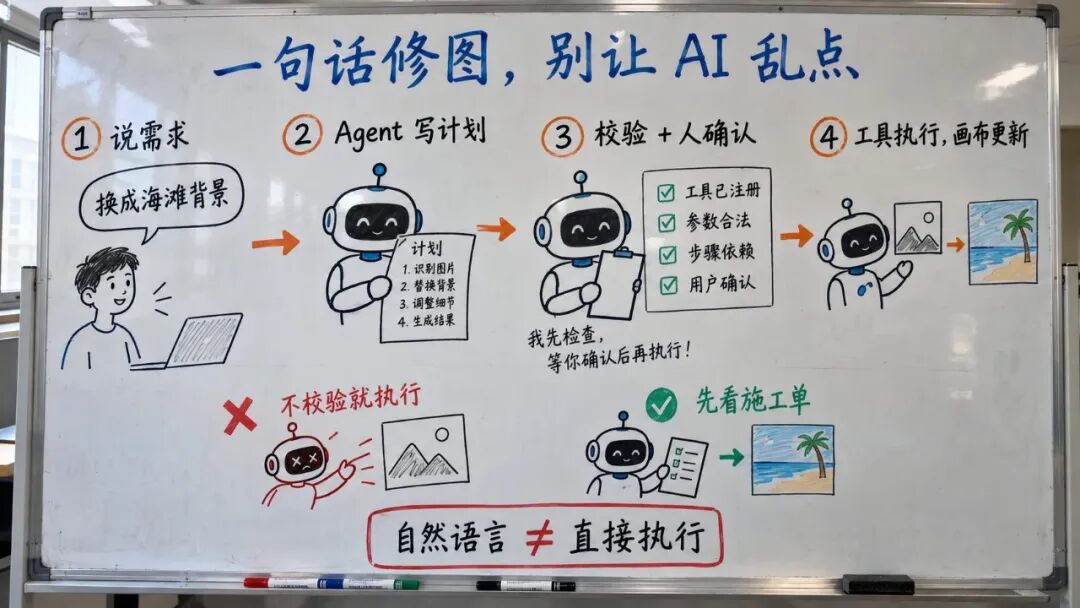 一句话修图，别让 AI 乱点
1 说需求
换成海滩背景
2 Agent 写计划
计划
1. 识别图片
2. 替换背景
3. 调整细节
4. 生成结果
3 校验 + 人确认
工具已注册
参数合法
步骤依赖
用户确认
我先检查，
等你确认后再执行！
4 工具执行，画布更新
不校验就执行
先看施工单
自然语言 ≠ 直接执行